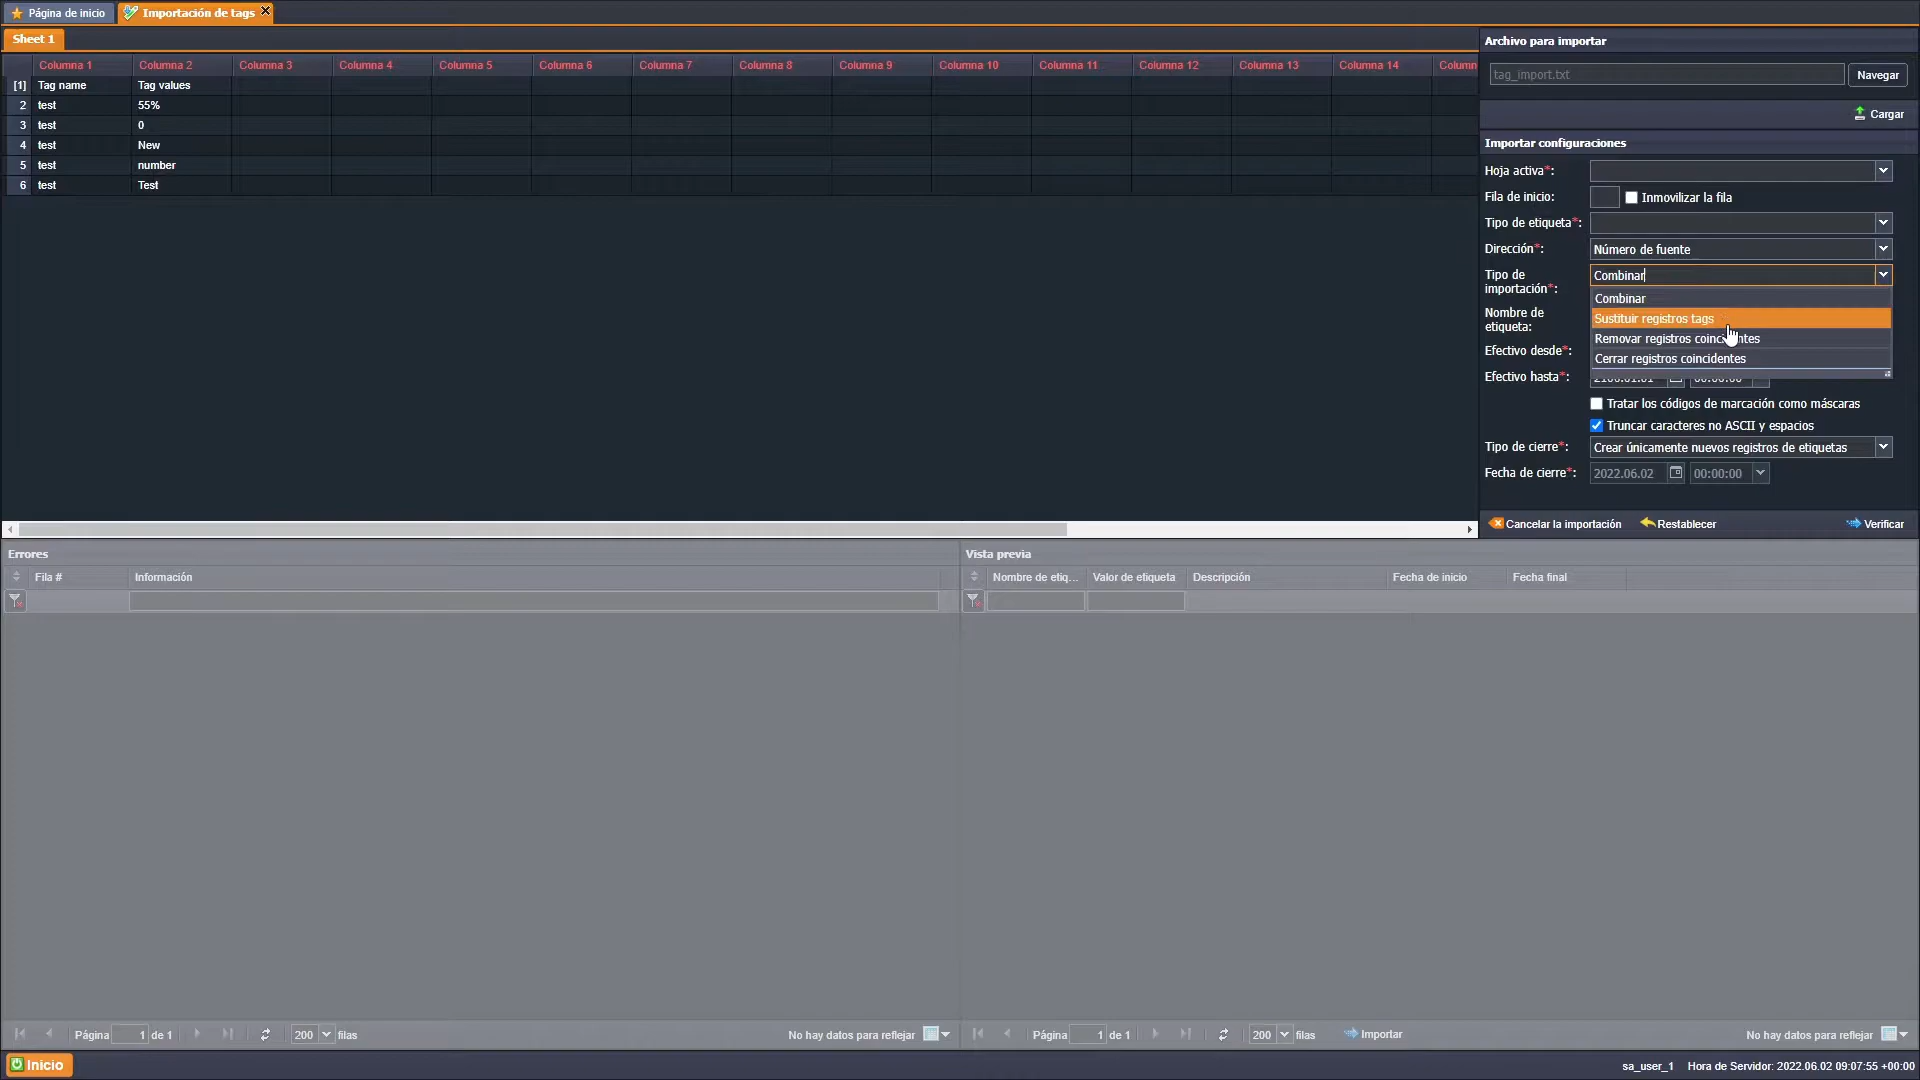 Página de inicio
Importación de tags
Sheet 1
Columna 1 Columna 2 Columna 3 Columna 4 Columna 5 Columna 6 Columna 7 Columna 8 Columna 9 Columna 10 Columna 11 Columna 12 Columna 13 Columna 14 Column
[1] Tag name Tag values
2 test 55%
3 test 0
4 test New
5 test number
6 test Test
Archivo para importar
tag_import.txt Navegar
Cargar
Importar configuraciones
Hoja activa*:
Fila de inicio: Inmovilizar la fila
Tipo de etiqueta*:
Dirección*: Número de fuente
Tipo de importación*: Combinar
Combinar
Sustituir registros tags
Nombre de etiqueta:
Removar registros coincidentes
Efectivo desde*:
Cerrar registros coincidentes
Efectivo hasta*: 2100.01.01 00:00:00
Tratar los códigos de marcación como máscaras
Truncar caracteres no ASCII y espacios
Tipo de cierre*: Crear únicamente nuevos registros de etiquetas
Fecha de cierre*: 2022.06.02 00:00:00
Cancelar la importación Restablecer Verificar
Errores
Fila # Información
Página 1 de 1 200 filas No hay datos para reflejar
Vista previa
Nombre de etiq... Valor de etiqueta Descripción Fecha de inicio Fecha final
Página 1 de 1 200 filas Importar No hay datos para reflejar
Inicio
sa_user_1 Hora de Servidor: 2022.06.02 09:07:55 +00:00